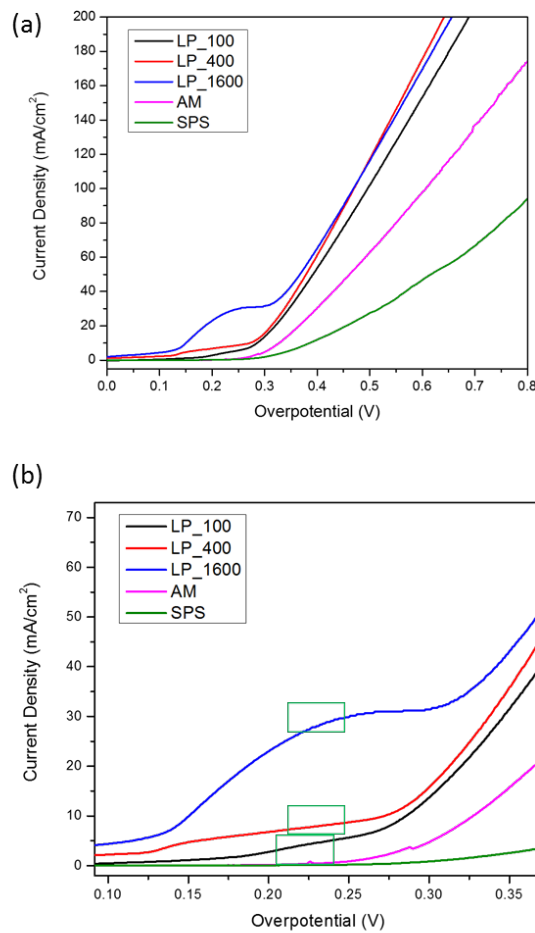 (a)
200
180
160
140
120
100
80
60
40
20
0
Current Density (mA/cm²)
LP_100
LP_400
LP_1600
AM
SPS
0.0 0.1 0.2 0.3 0.4 0.5 0.6 0.7 0.8
Overpotential (V)
(b)
70
60
50
40
30
20
10
0
Current Density (mA/cm²)
LP_100
LP_400
LP_1600
AM
SPS
0.10 0.15 0.20 0.25 0.30 0.35
Overpotential (V)